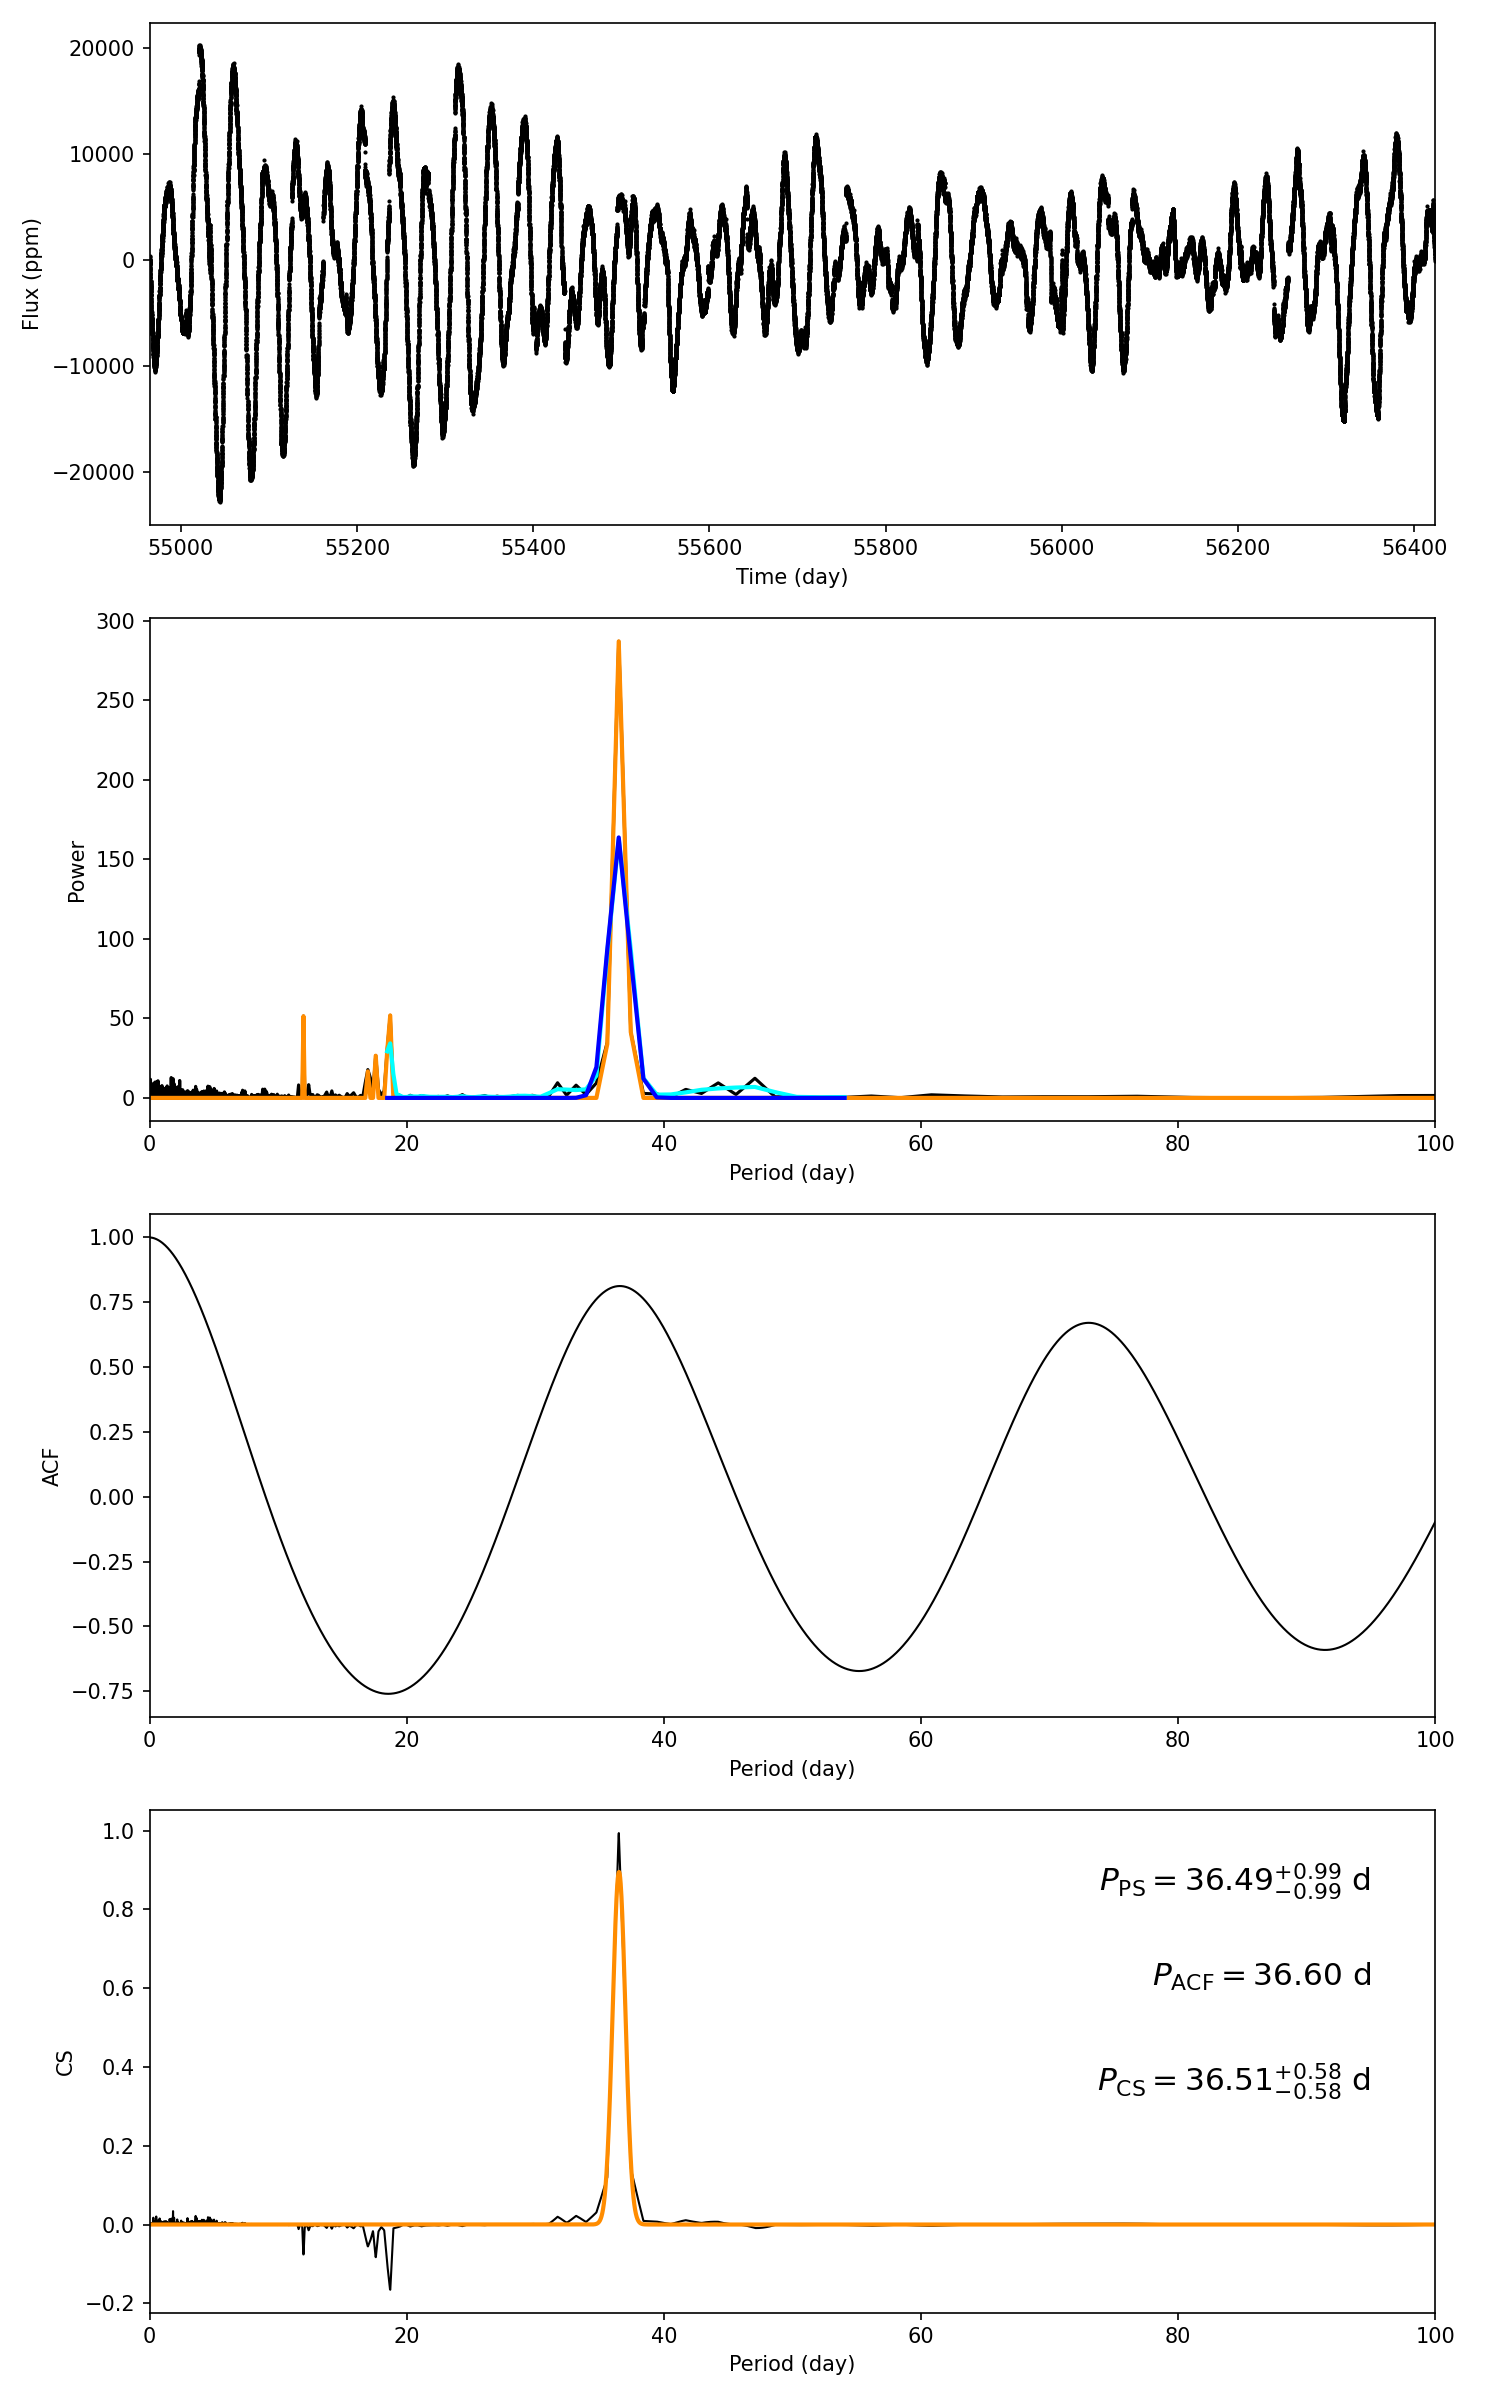 20000
10000
0
−10000
−20000
Flux (ppm)
55000 55200 55400 55600 55800 56000 56200 56400
Time (day)
300
250
200
150
100
50
0
Power
0 20 40 60 80 100
Period (day)
1.00
0.75
0.50
0.25
0.00
−0.25
−0.50
−0.75
ACF
0 20 40 60 80 100
Period (day)
1.0
0.8
0.6
0.4
0.2
0.0
−0.2
CS
P_PS = 36.49^{+0.99}_{−0.99} d
P_ACF = 36.60 d
P_CS = 36.51^{+0.58}_{−0.58} d
0 20 40 60 80 100
Period (day)